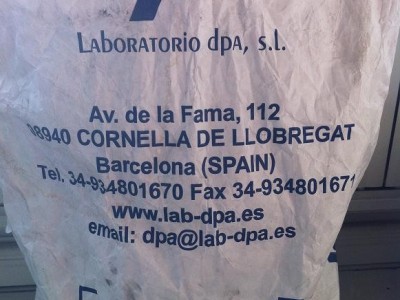 LABORATORIO dpA, s.l.
Av. de la Fama, 112
08940 CORNELLA DE LLOBREGAT
Barcelona (SPAIN)
Tel. 34-934801670 Fax 34-934801671
www.lab-dpa.es
email: dpa@lab-dpa.es